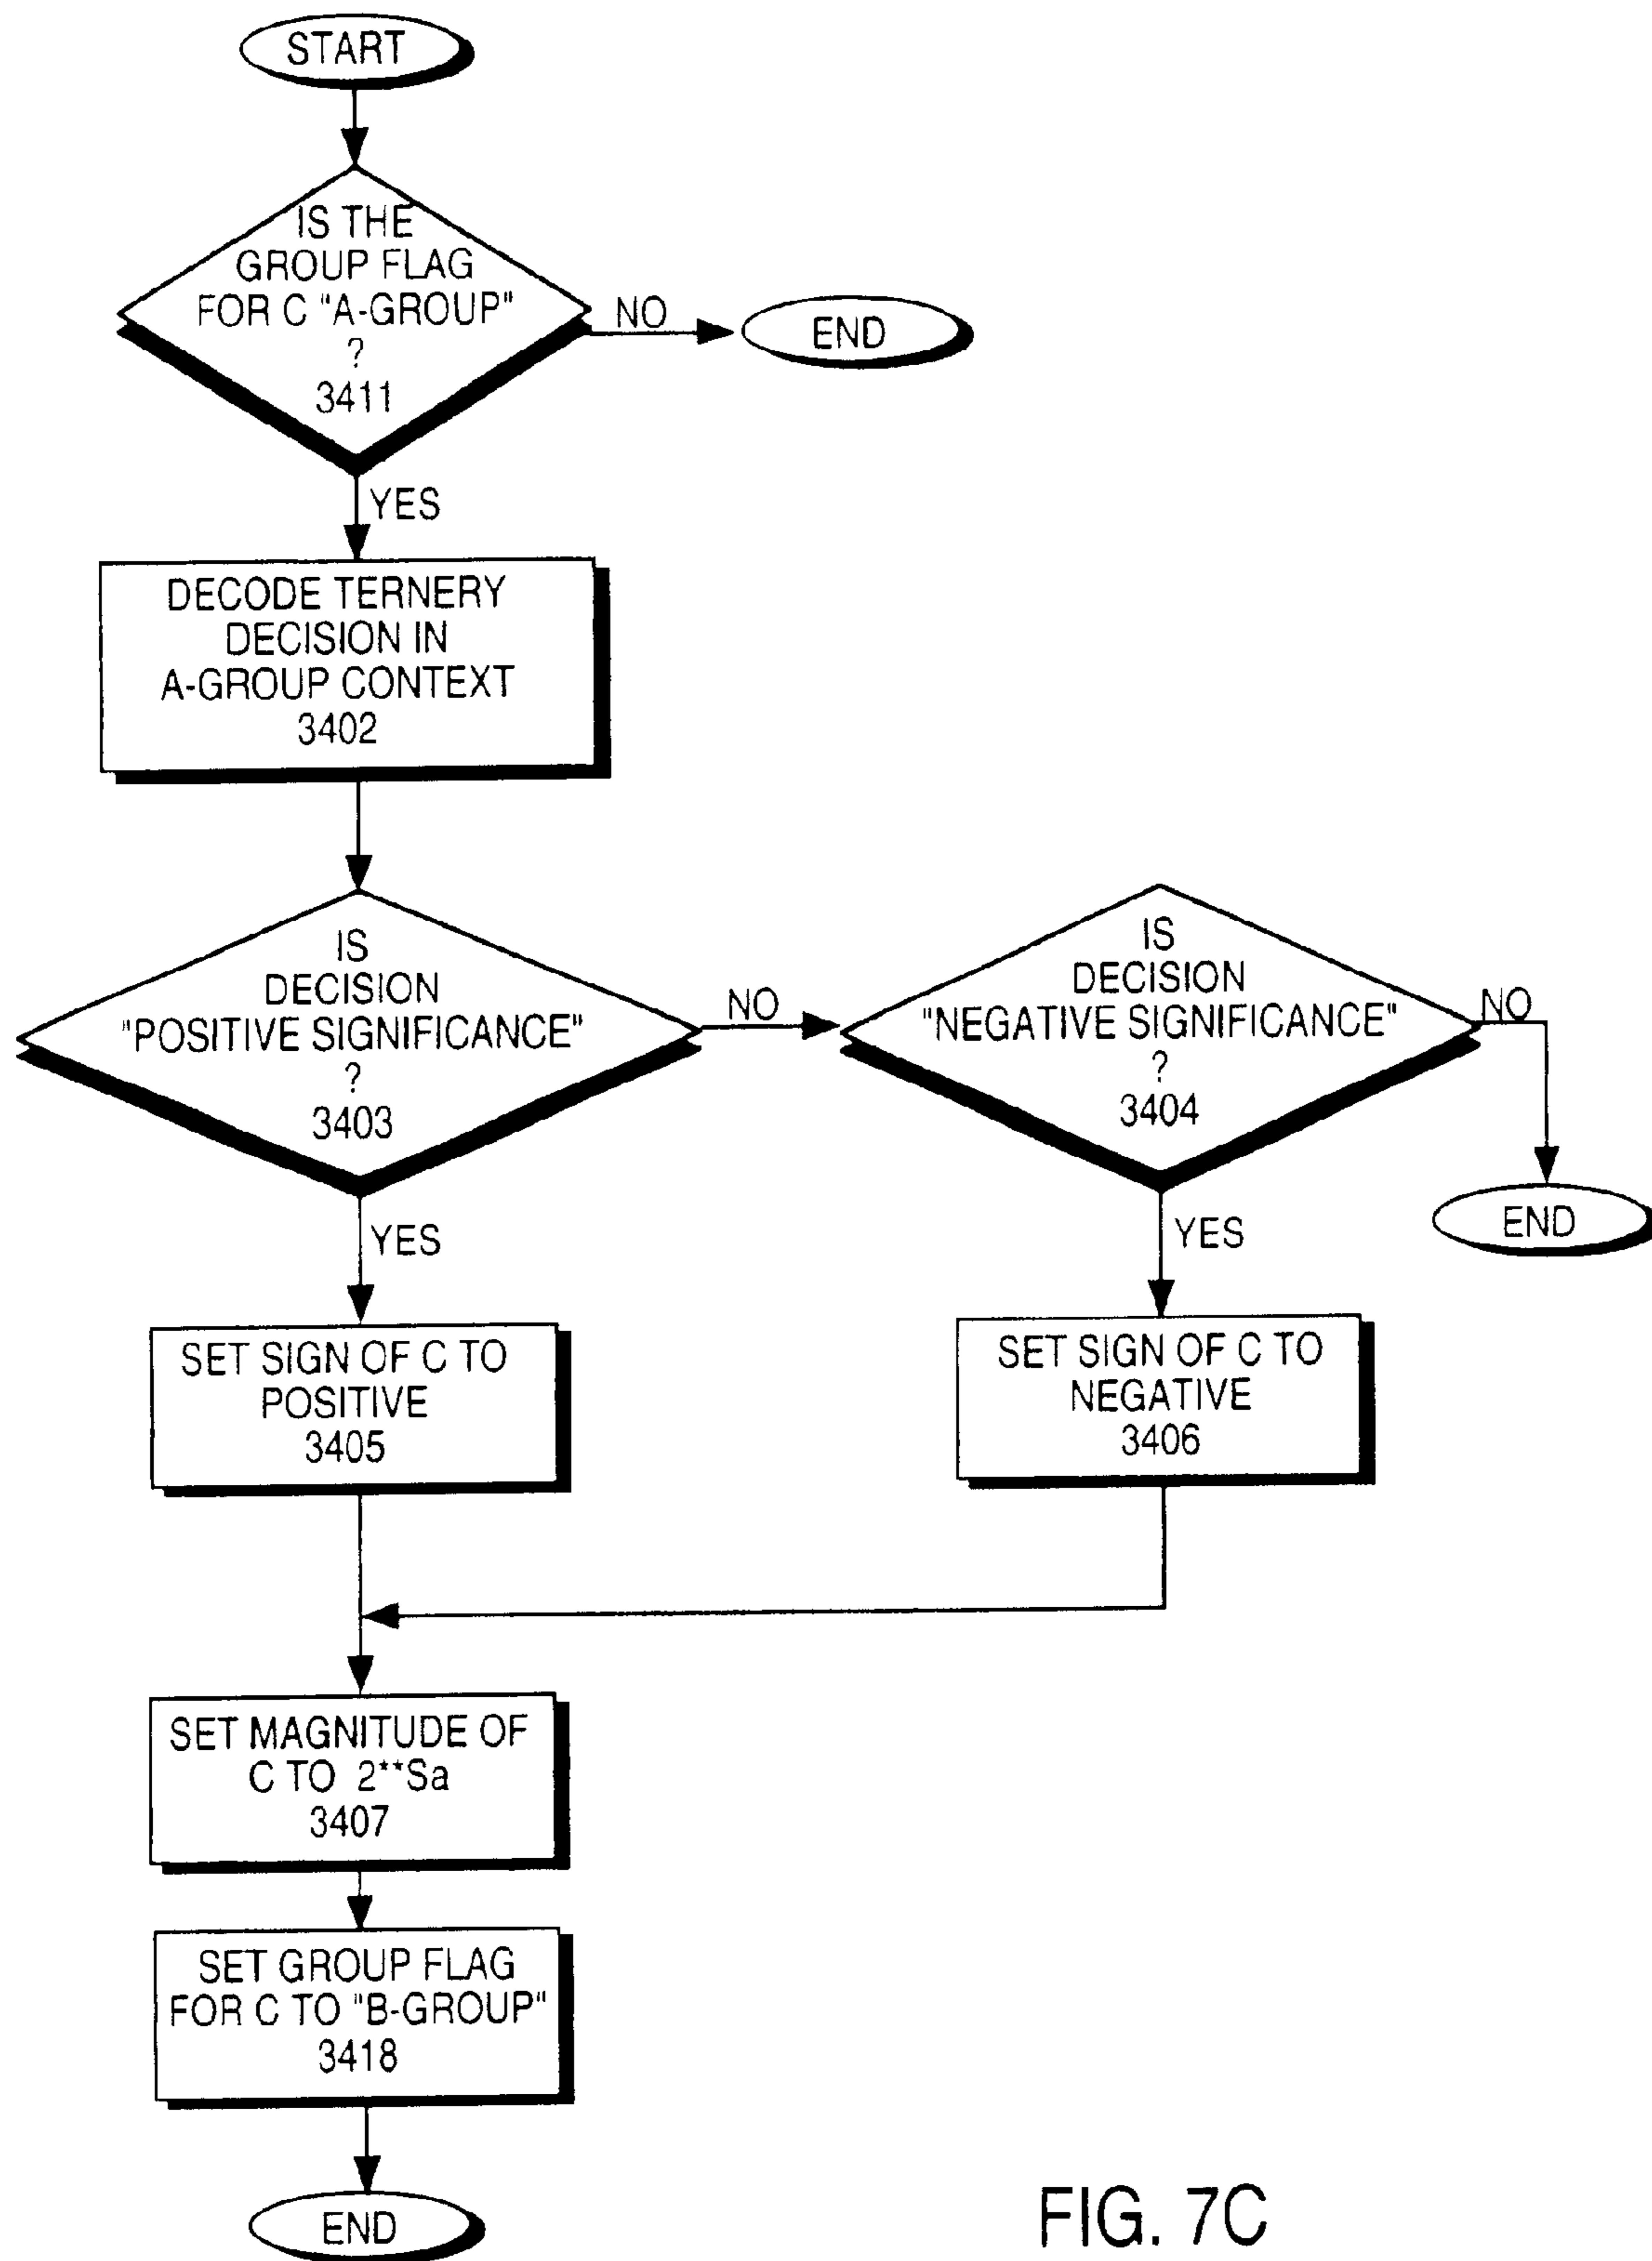 START
IS THE
GROUP FLAG
FOR C "A-GROUP"
?
3411
NO
END
YES
DECODE TERNERY
DECISION IN
A-GROUP CONTEXT
3402
IS
DECISION
"POSITIVE SIGNIFICANCE"
?
3403
NO
IS
DECISION
"NEGATIVE SIGNIFICANCE"
?
3404
NO
END
YES
YES
SET SIGN OF C TO
POSITIVE
3405
SET SIGN OF C TO
NEGATIVE
3406
SET MAGNITUDE OF
C TO 2**Sa
3407
SET GROUP FLAG
FOR C TO "B-GROUP"
3418
END
FIG. 7C